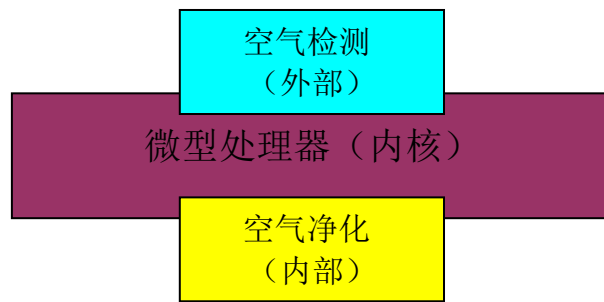 空气检测
（外部）
微型处理器（内核）
空气净化
（内部）